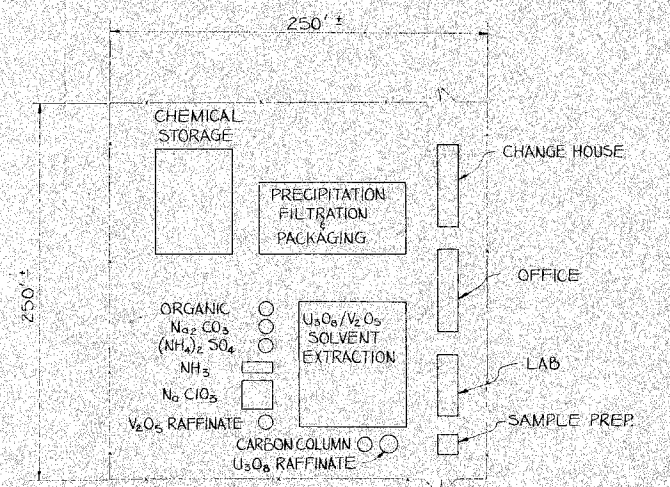 250' ±
CHEMICAL
STORAGE
CHANGE HOUSE
PRECIPITATION
FILTRATION
&
PACKAGING
OFFICE
250' ±
ORGANIC
Na₂ CO₃
(NH₄)₂ SO₄
NH₃
Na ClO₃
V₂O₅ RAFFINATE
U₃O₈/V₂O₅
SOLVENT
EXTRACTION
LAB
SAMPLE PREP.
CARBON COLUMN
U₃O₈ RAFFINATE